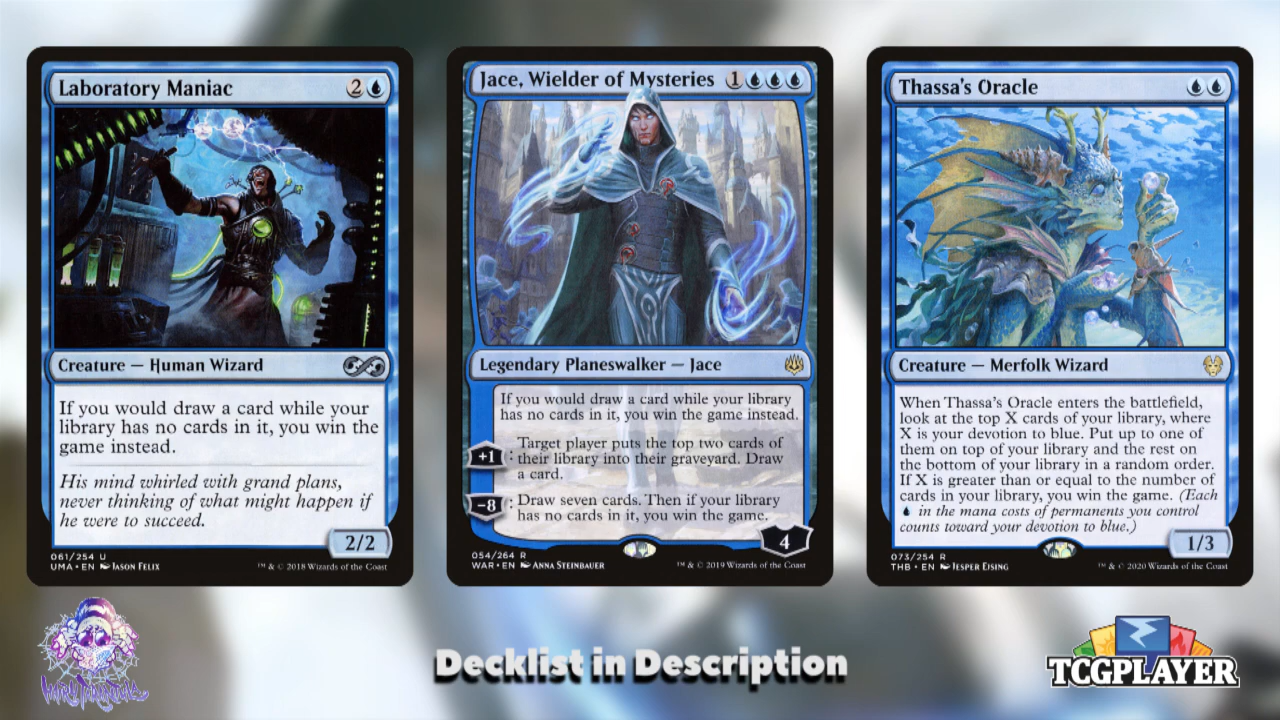 Laboratory Maniac 2
Creature — Human Wizard
If you would draw a card while your
library has no cards in it, you win the
game instead.
His mind whirled with grand plans,
never thinking of what might happen if
he were to succeed.
2/2
061/254 U
UMA • EN Jason Felix
™ & © 2018 Wizards of the Coast
Jace, Wielder of Mysteries 1
Legendary Planeswalker — Jace
If you would draw a card while your library
has no cards in it, you win the game instead.
+1 : Target player puts the top two cards of
their library into their graveyard. Draw
a card.
-8 : Draw seven cards. Then if your library
has no cards in it, you win the game.
4
054/264 R
WAR • EN Anna Steinbauer
™ & © 2019 Wizards of the Coast
Thassa's Oracle
Creature — Merfolk Wizard
When Thassa's Oracle enters the battlefield,
look at the top X cards of your library, where
X is your devotion to blue. Put up to one of
them on top of your library and the rest on
the bottom of your library in a random order.
If X is greater than or equal to the number of
cards in your library, you win the game. (Each
in the mana costs of permanents you control
counts toward your devotion to blue.)
1/3
073/254 R
THB • EN Jesper Eising
™ & © 2020 Wizards of the Coast
Decklist in Description
TCGPLAYER